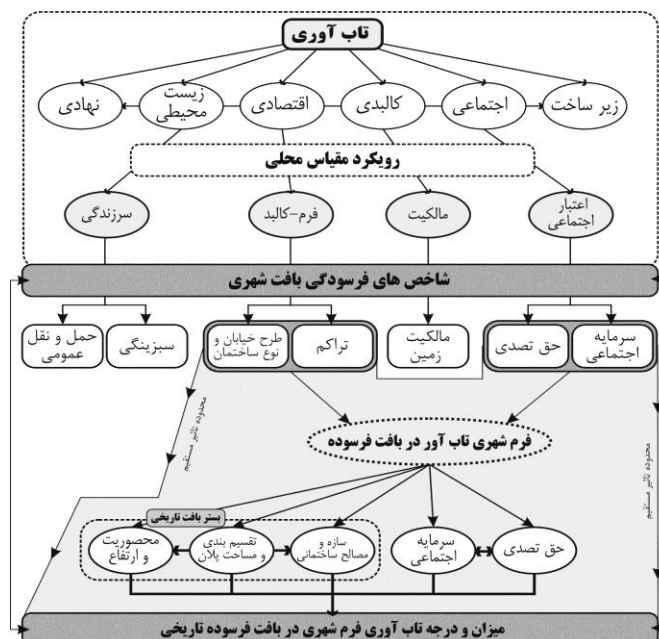 تاب آوری
زیر ساخت
اجتماعی
کالبدی
اقتصادی
زیست
محیطی
نهادی
رویکرد مقیاس محلی
اعتبار
اجتماعی
مالکیت
فرم-کالبد
سرزندگی
شاخص های فرسودگی بافت شهری
سرمایه
اجتماعی
حق تصدی
مالکیت
زمین
تراکم
طرح خیابان و
نوع ساختمان
سبزینگی
حمل و نقل
عمومی
محدوده تاثیر مستقیم
محدوده تاثیر مستقیم
فرم شهری تاب آور در بافت فرسوده
بستر بافت تاریخی
حق تصدی
سرمایه
اجتماعی
سازه و
مصالح ساختمانی
تقسیم بندی
و مساحت پلان
محصوریت
و ارتفاع
میزان و درجه تاب آوری فرم شهری در بافت فرسوده تاریخی